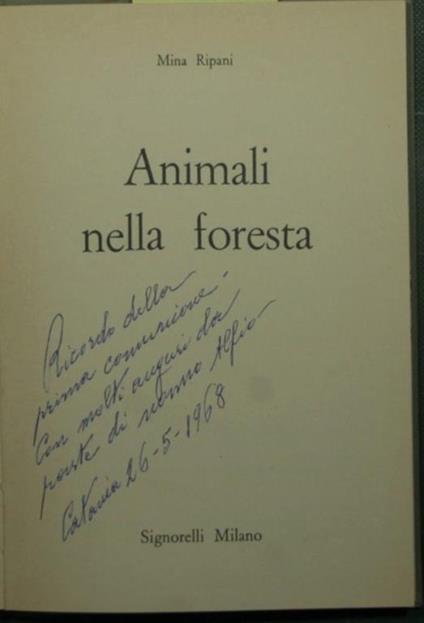 Mina Ripani
Animali
nella foresta
Ricordo della
prima comunione.
Con molti auguri da
parte di nonno Alfio
Catania 26-5-1968
Signorelli Milano